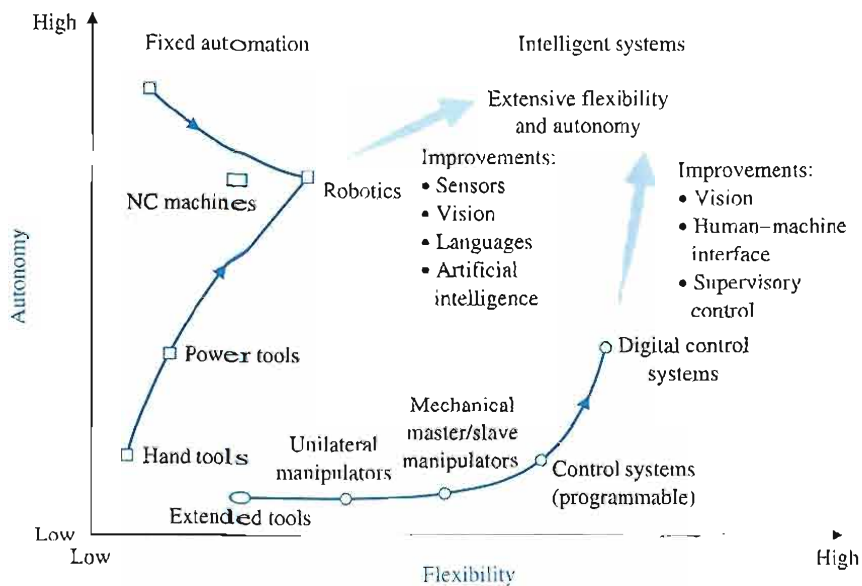 High
Fixed automation
Intelligent systems
Extensive flexibility
and autonomy
Improvements:
• Sensors
• Vision
• Languages
• Artificial
intelligence
Improvements:
• Vision
• Human–machine
interface
• Supervisory
control
NC machines
Robotics
Autonomy
Power tools
Digital control
systems
Mechanical
master/slave
manipulators
Unilateral
manipulators
Hand tools
Control systems
(programmable)
Extended tools
Low
Low
Flexibility
High